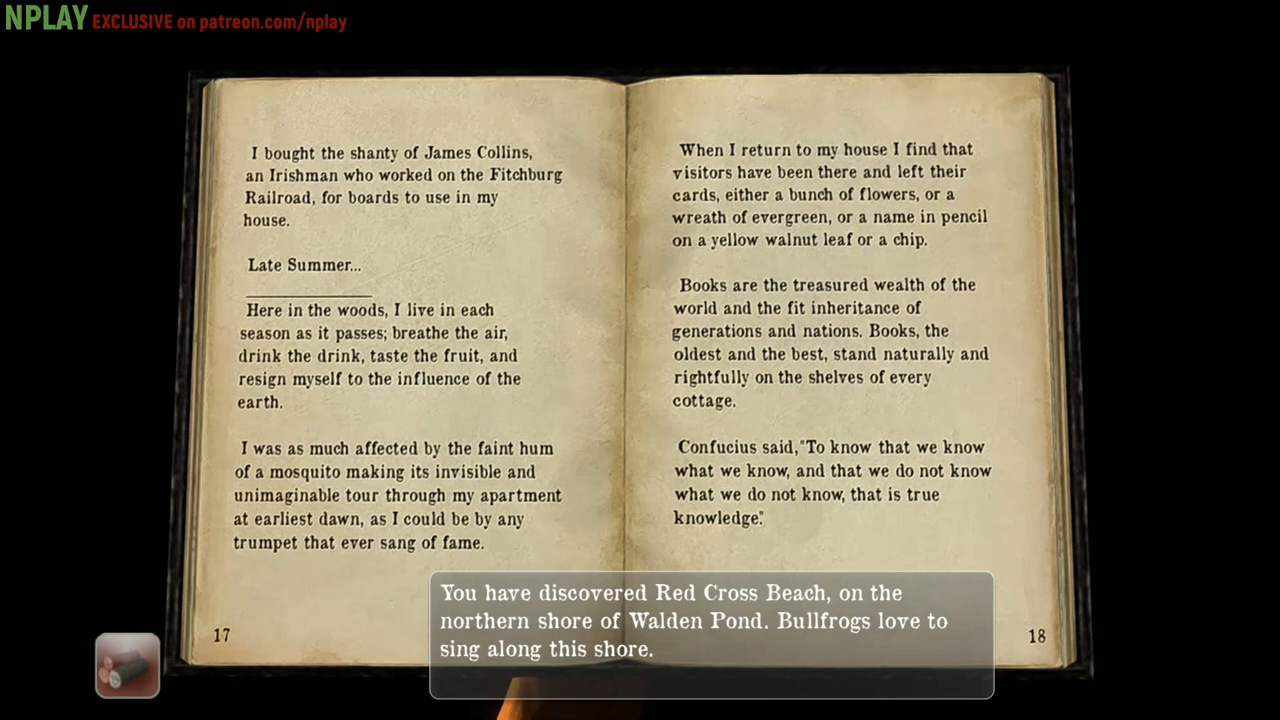 NPLAY EXCLUSIVE on patreon.com/nplay
I bought the shanty of James Collins,
an Irishman who worked on the Fitchburg
Railroad, for boards to use in my
house.
Late Summer...
Here in the woods, I live in each
season as it passes; breathe the air,
drink the drink, taste the fruit, and
resign myself to the influence of the
earth.
I was as much affected by the faint hum
of a mosquito making its invisible and
unimaginable tour through my apartment
at earliest dawn, as I could be by any
trumpet that ever sang of fame.
17
When I return to my house I find that
visitors have been there and left their
cards, either a bunch of flowers, or a
wreath of evergreen, or a name in pencil
on a yellow walnut leaf or a chip.
Books are the treasured wealth of the
world and the fit inheritance of
generations and nations. Books, the
oldest and the best, stand naturally and
rightfully on the shelves of every
cottage.
Confucius said,"To know that we know
what we know, and that we do not know
what we do not know, that is true
knowledge."
18
You have discovered Red Cross Beach, on the
northern shore of Walden Pond. Bullfrogs love to
sing along this shore.